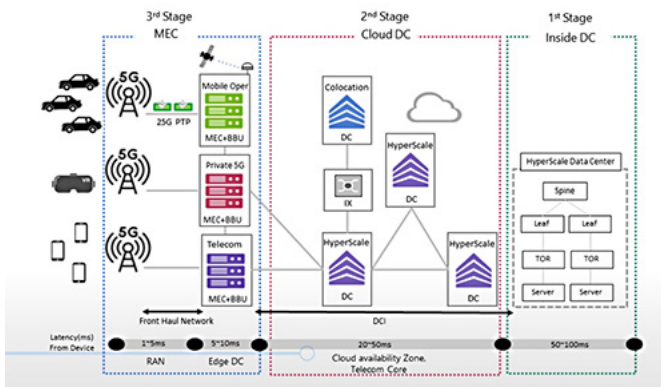 3rd Stage
MEC
2nd Stage
Cloud DC
1st Stage
Inside DC
5G
25G PTP
Mobile Oper
MEC+BBU
5G
Private 5G
MEC+BBU
5G
Telecom
MEC+BBU
Colocation
DC
IX
HyperScale
DC
HyperScale
DC
HyperScale
DC
HyperScale Data Center
Spine
Leaf
Leaf
TOR
TOR
Server
Server
Front Haul Network
DCI
Latency(ms)
From Device
1~5ms
5~10ms
20~50ms
50~100ms
RAN
Edge DC
Cloud availability Zone,
Telecom Core